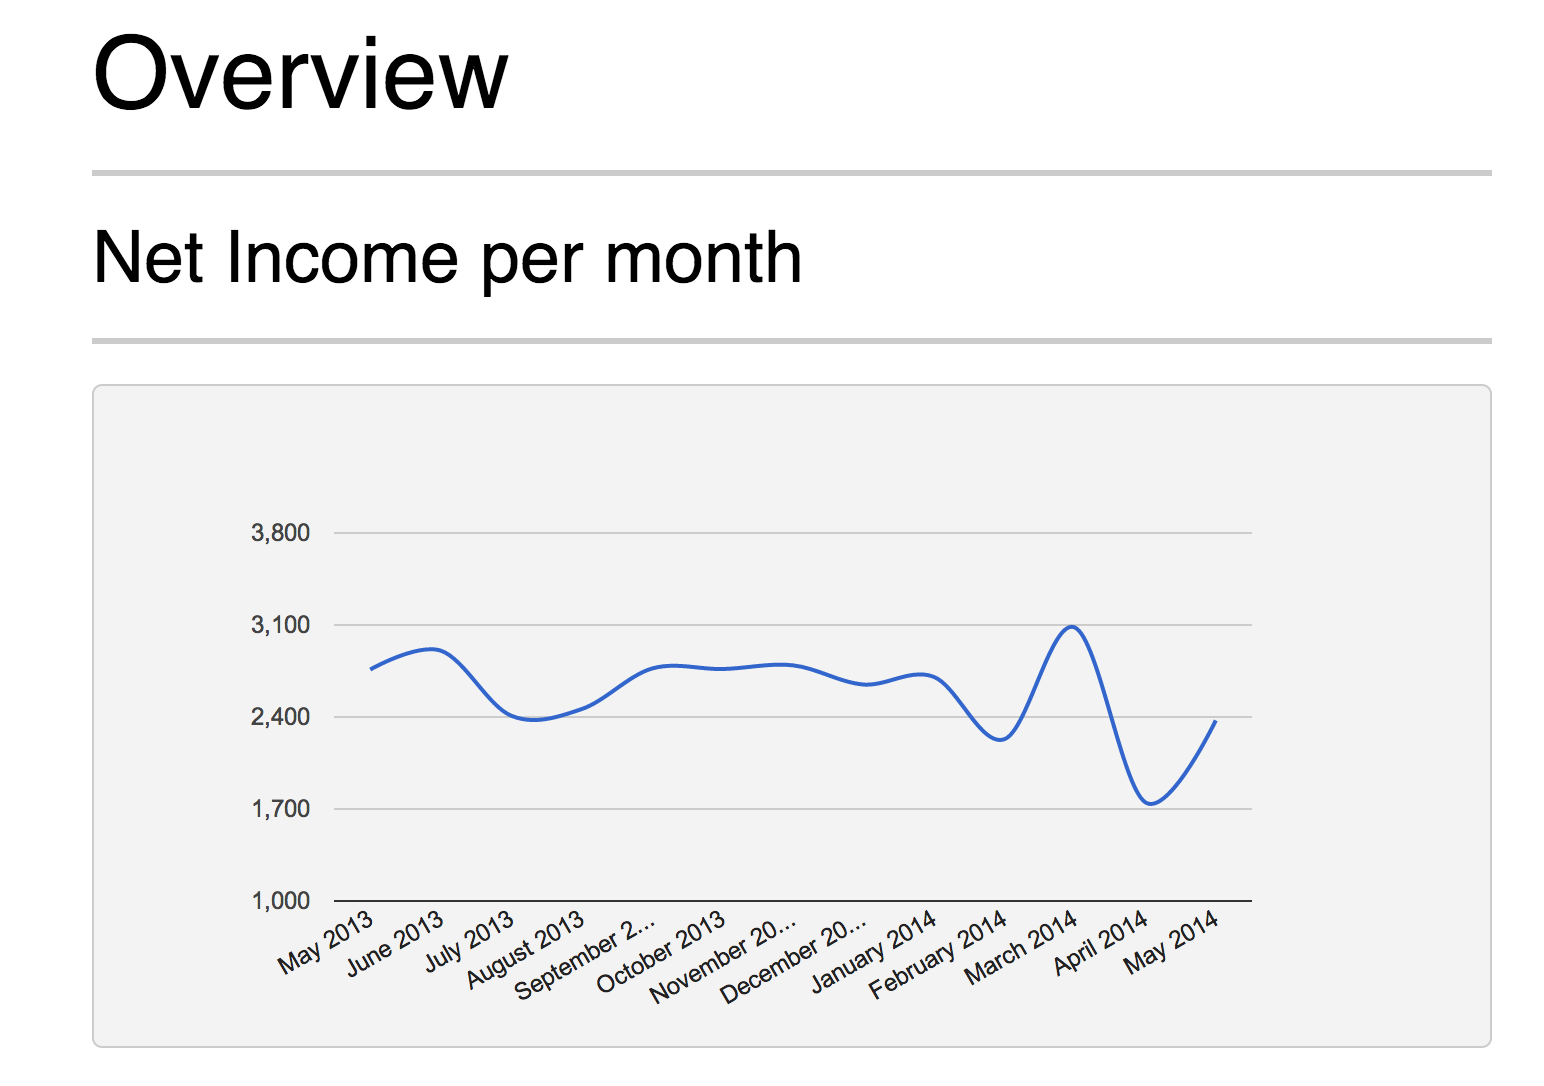 Overview
Net Income per month
3,800
3,100
2,400
1,700
1,000
May 2013
June 2013
July 2013
August 2013
September 2...
October 2013
November 20...
December 20...
January 2014
February 2014
March 2014
April 2014
May 2014